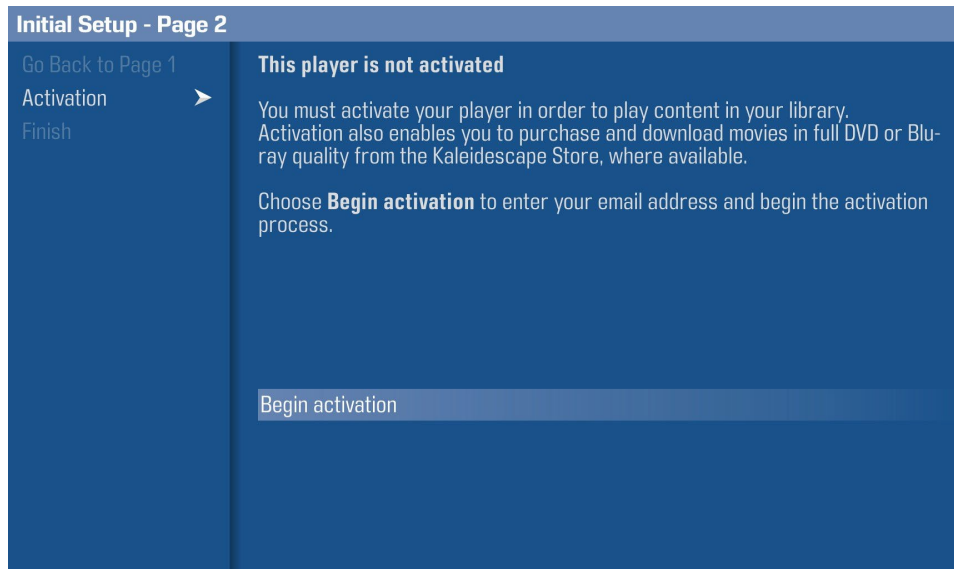 Initial Setup - Page 2
Go Back to Page 1
Activation
Finish
This player is not activated
You must activate your player in order to play content in your library.
Activation also enables you to purchase and download movies in full DVD or Blu-
ray quality from the Kaleidescape Store, where available.
Choose Begin activation to enter your email address and begin the activation
process.
Begin activation